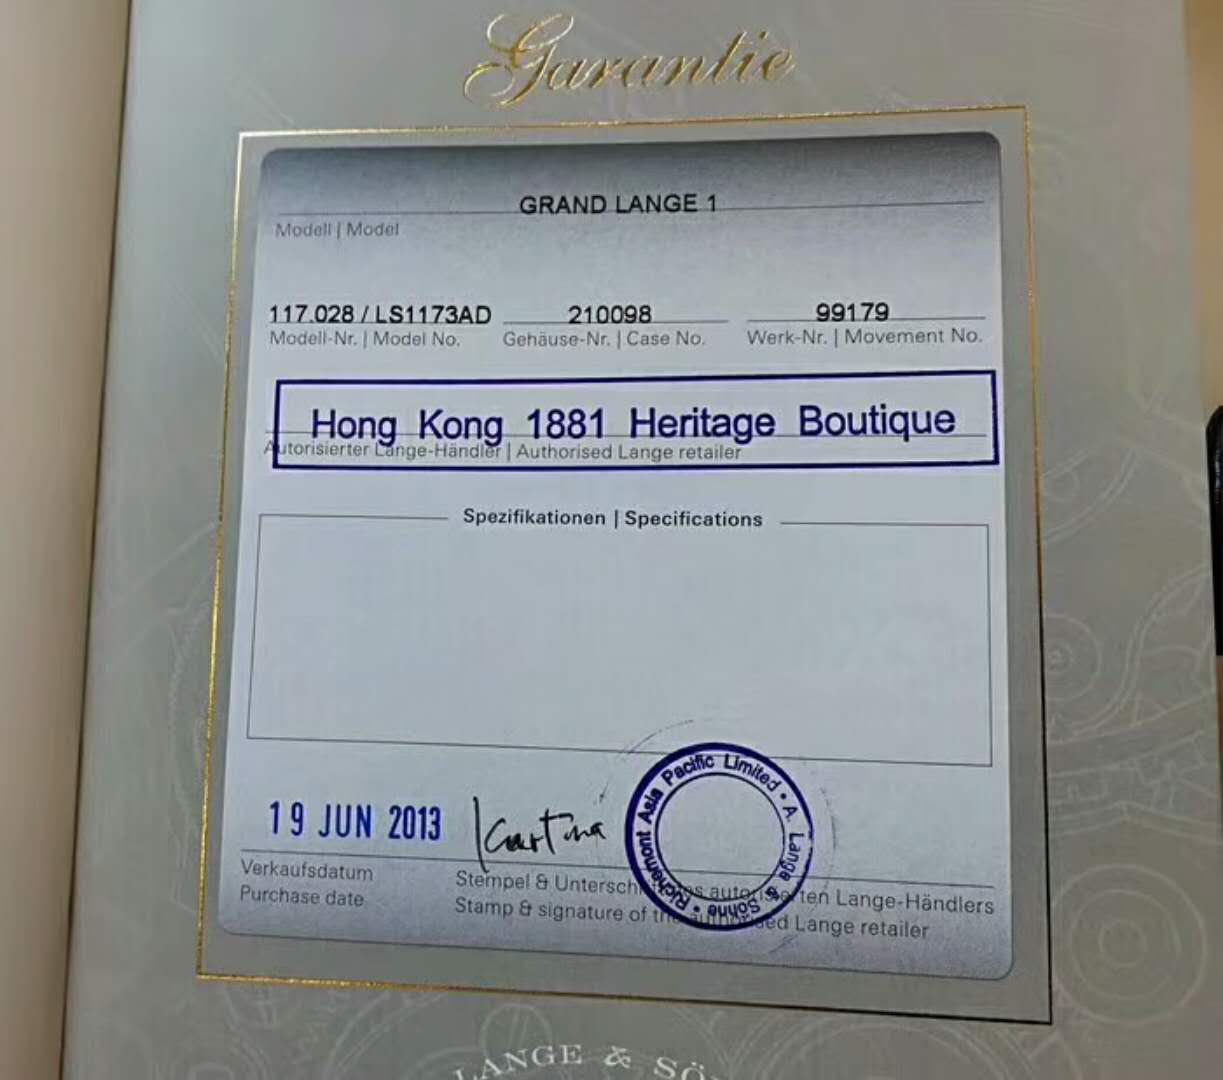 Garantie
GRAND LANGE 1
Modell | Model
117.028 / LS1173AD 210098 99179
Modell-Nr. | Model No. Gehäuse-Nr. | Case No. Werk-Nr. | Movement No.
Hong Kong 1881 Heritage Boutique
Autorisierter Lange-Händler | Authorised Lange retailer
Spezifikationen | Specifications
19 JUN 2013
Richemont Asia Pacific Limited • A. Lange & Söhne •
Verkaufsdatum
Purchase date
Stempel & Unterschrift des autorisierten Lange-Händlers
Stamp & signature of the authorised Lange retailer
LANGE &